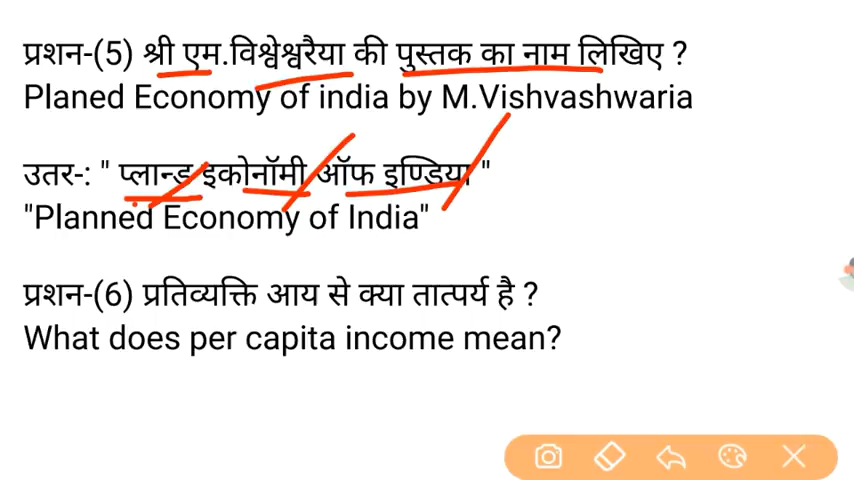 प्रशन-(5) श्री एम.विश्वेश्वरैया की पुस्तक का नाम लिखिए ?
Planed Economy of india by M.Vishvashwaria
उतर-: " प्लान्ड इकोनॉमी ऑफ इण्डिया "
"Planned Economy of India"
प्रशन-(6) प्रतिव्यक्ति आय से क्या तात्पर्य है ?
What does per capita income mean?